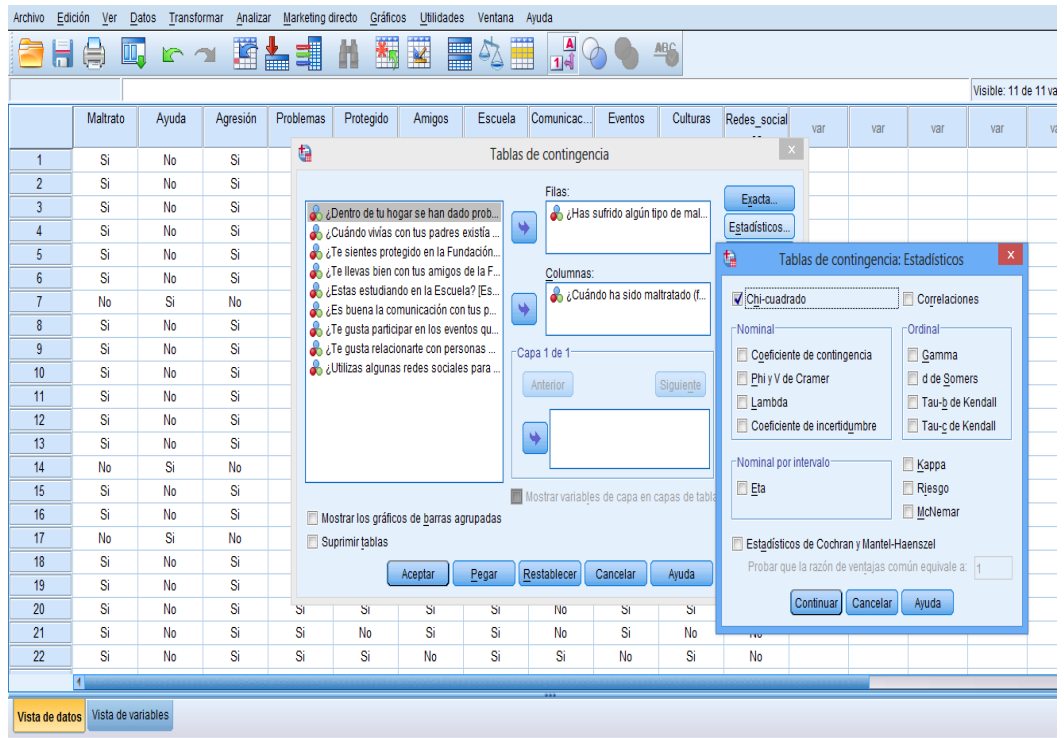 Archivo Edición Ver Datos Transformar Analizar Marketing directo Gráficos Utilidades Ventana Ayuda
A
1
ABC
Visible: 11 de 11 va
Maltrato Ayuda Agresión Problemas Protegido Amigos Escuela Comunicac... Eventos Culturas Redes_social var var var var
1 Si No Si
2 Si No Si
3 Si No Si
4 Si No Si
5 Si No Si
6 Si No Si
7 No Si No
8 Si No Si
9 Si No Si
10 Si No Si
11 Si No Si
12 Si No Si
13 Si No Si
14 No Si No
15 Si No Si
16 Si No Si
17 No Si No
18 Si No Si
19 Si No Si
20 Si No Si Si Si Si Si No Si Si
21 Si No Si Si No Si Si No Si No No
22 Si No Si Si Si No Si Si No Si No
Vista de datos Vista de variables
Tablas de contingencia
x
¿Dentro de tu hogar se han dado prob...
¿Cuándo vivías con tus padres existía ...
¿Te sientes protegido en la Fundación...
¿Te llevas bien con tus amigos de la F...
¿Estas estudiando en la Escuela? [Es...
¿Es buena la comunicación con tus p...
¿Te gusta participar en los eventos qu...
¿Te gusta relacionarte con personas ...
¿Utilizas algunas redes sociales para ...
Filas:
¿Has sufrido algún tipo de mal...
Columnas:
¿Cuándo ha sido maltratado (f...
Capa 1 de 1
Anterior Siguiente
Mostrar variables de capa en capas de tabla
Exacta...
Estadísticos...
Mostrar los gráficos de barras agrupadas
Suprimir tablas
Aceptar Pegar Restablecer Cancelar Ayuda
Tablas de contingencia: Estadísticos
x
Chi-cuadrado Correlaciones
Nominal
Coeficiente de contingencia
Phi y V de Cramer
Lambda
Coeficiente de incertidumbre
Ordinal
Gamma
d de Somers
Tau-b de Kendall
Tau-c de Kendall
Nominal por intervalo
Eta
Kappa
Riesgo
McNemar
Estadísticos de Cochran y Mantel-Haenszel
Probar que la razón de ventajas común equivale a: 1
Continuar Cancelar Ayuda